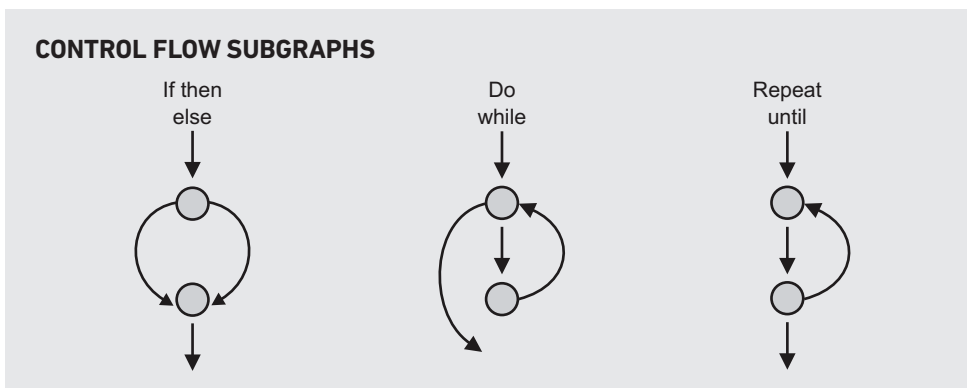 CONTROL FLOW SUBGRAPHS
If then
else
Do
while
Repeat
until